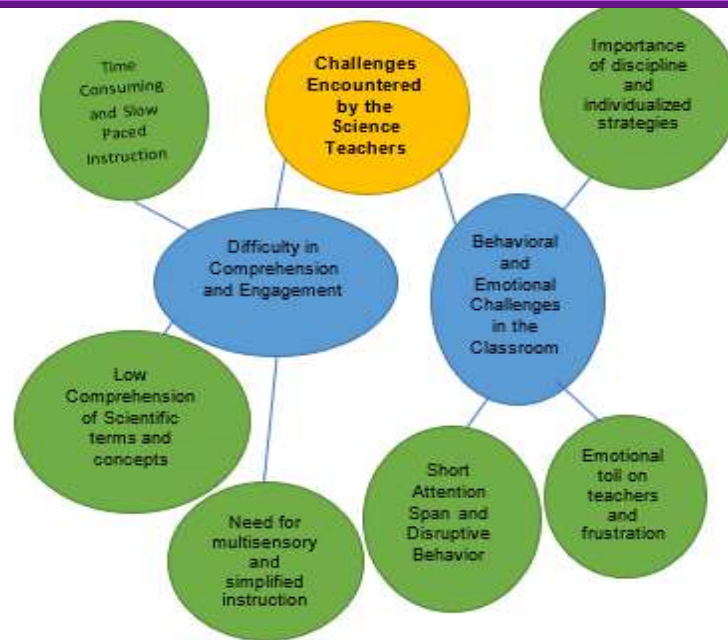 Time
Consuming
and Slow
Paced
Instruction
Challenges
Encountered
by the
Science
Teachers
Importance
of discipline
and
individualized
strategies
Difficulty in
Comprehension
and Engagement
Behavioral
and
Emotional
Challenges
in the
Classroom
Low
Comprehension
of Scientific
terms and
concepts
Need for
multisensory
and
simplified
instruction
Short
Attention
Span and
Disruptive
Behavior
Emotional
toll on
teachers
and
frustration